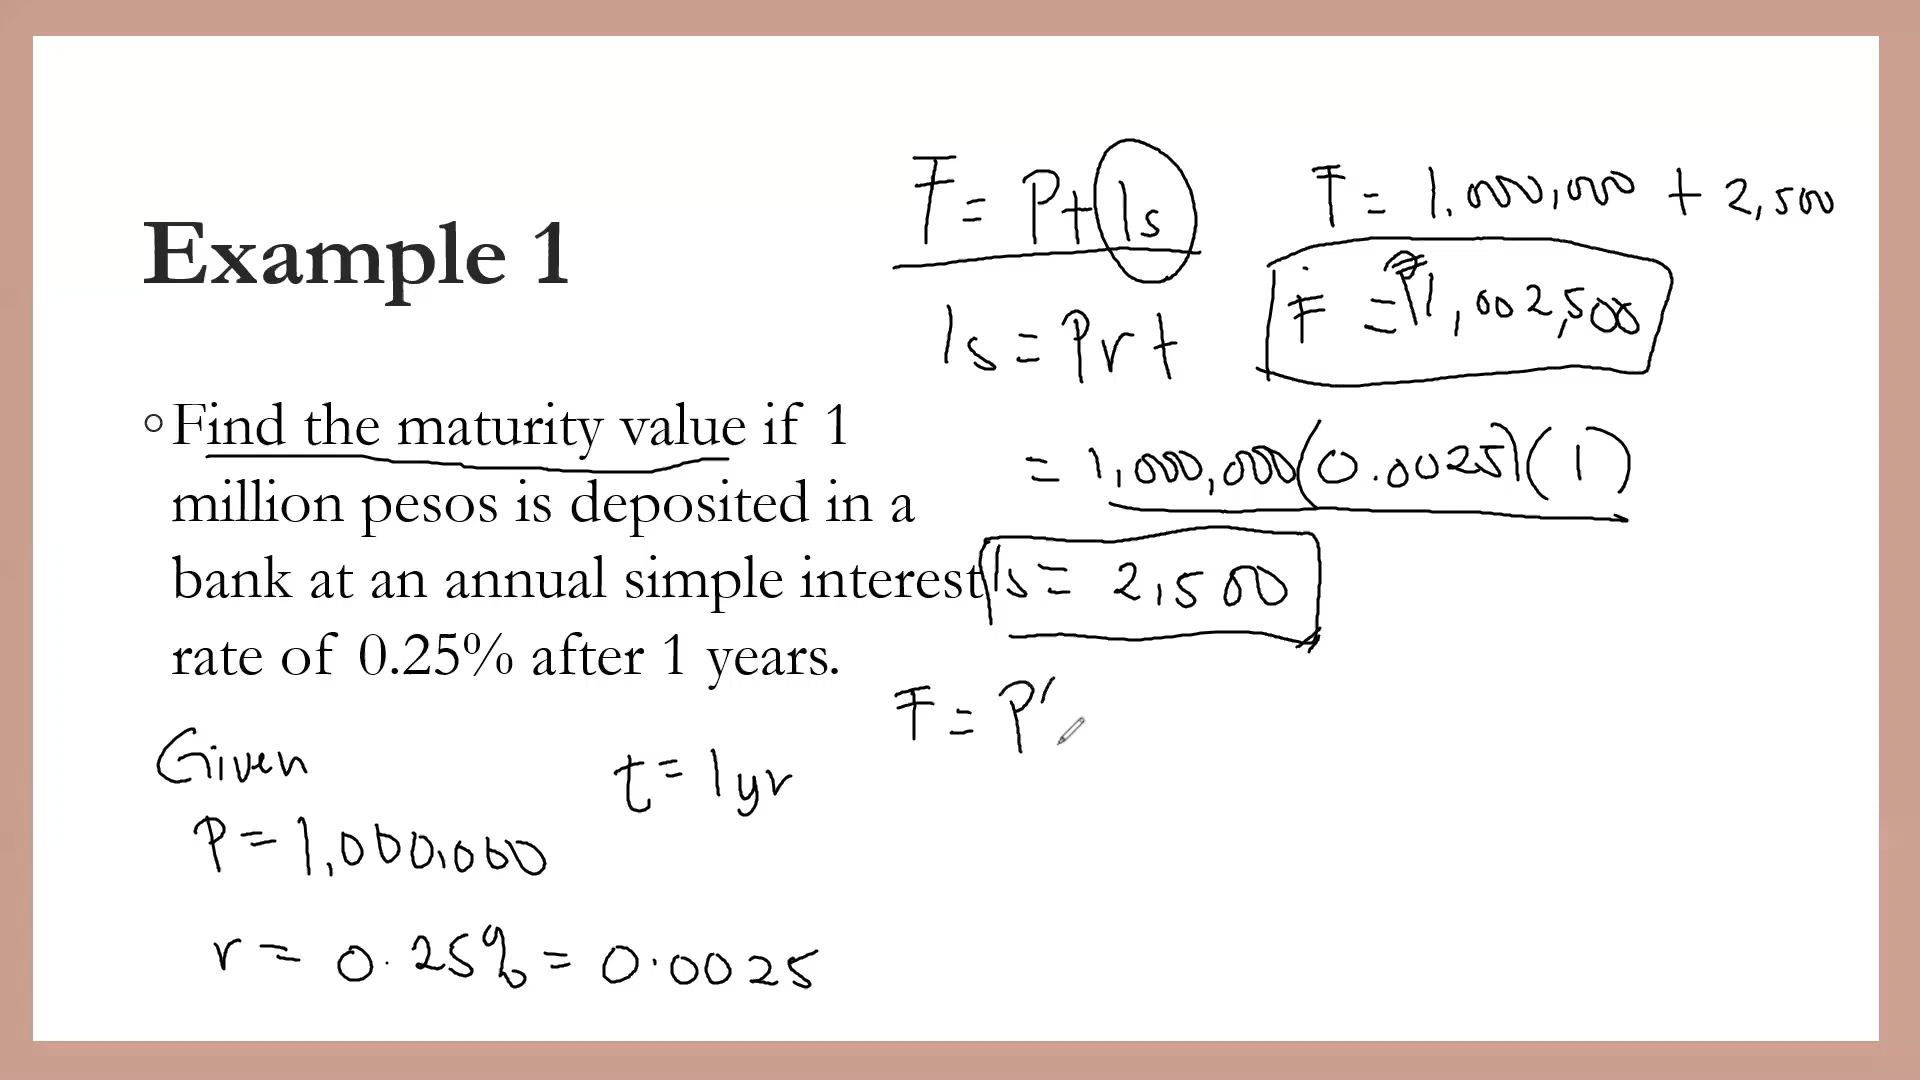 Example 1
◦Find the maturity value if 1
million pesos is deposited in a
bank at an annual simple interest
rate of 0.25% after 1 years.
Given
t = 1 yr
P = 1,000,000
r = 0.25% = 0.0025
F = P + Is
Is = Prt
= 1,000,000(0.0025)(1)
Is = 2,500
F = P(
F = 1,000,000 + 2,500
F = ₱1,002,500